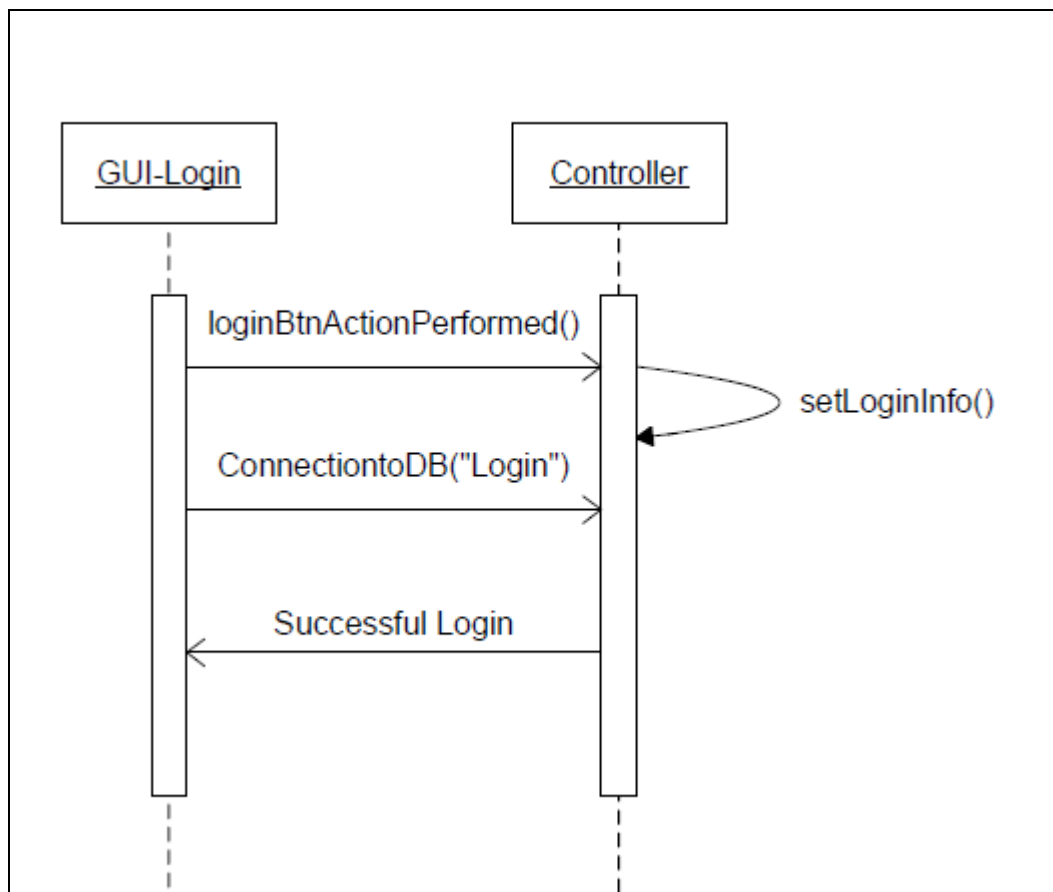 GUI-Login
Controller
loginBtnActionPerformed()
setLoginInfo()
ConnectiontoDB("Login")
Successful Login